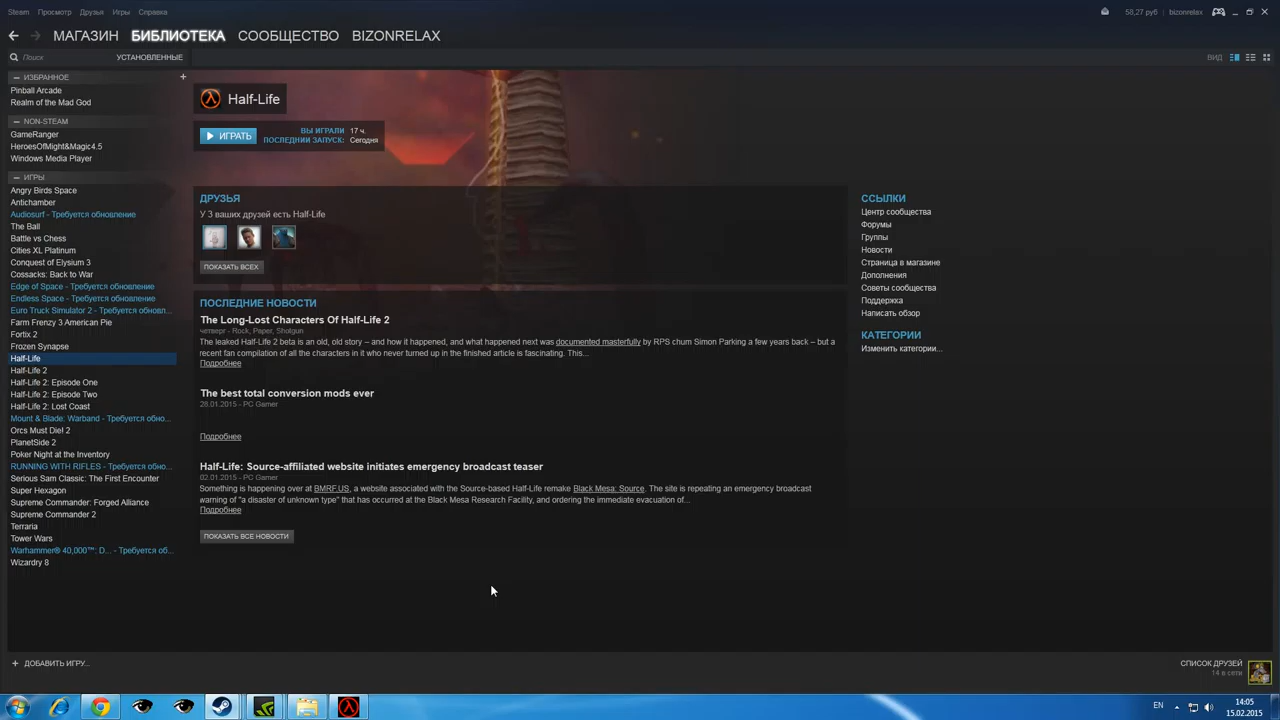 Steam Просмотр Друзья Игры Справка
58,27 руб bizonrelax
МАГАЗИН БИБЛИОТЕКА СООБЩЕСТВО BIZONRELAX
Поиск УСТАНОВЛЕННЫЕ
ВИД
ИЗБРАННОЕ
Pinball Arcade
Realm of the Mad God
NON-STEAM
GameRanger
HeroesOfMight&Magic4.5
Windows Media Player
ИГРЫ
Angry Birds Space
Antichamber
Audiosurf - Требуется обновление
The Ball
Battle vs Chess
Cities XL Platinum
Conquest of Elysium 3
Cossacks: Back to War
Edge of Space - Требуется обновление
Endless Space - Требуется обновление
Euro Truck Simulator 2 - Требуется обновл...
Farm Frenzy 3 American Pie
Fortix 2
Frozen Synapse
Half-Life
Half-Life 2
Half-Life 2: Episode One
Half-Life 2: Episode Two
Half-Life 2: Lost Coast
Mount & Blade: Warband - Требуется обно...
Orcs Must Die! 2
PlanetSide 2
Poker Night at the Inventory
RUNNING WITH RIFLES - Требуется обно...
Serious Sam Classic: The First Encounter
Super Hexagon
Supreme Commander: Forged Alliance
Supreme Commander 2
Terraria
Tower Wars
Warhammer® 40,000™: D... - Требуется об...
Wizardry 8
ДОБАВИТЬ ИГРУ...
Half-Life
ИГРАТЬ
ВЫ ИГРАЛИ 17 ч.
ПОСЛЕДНИЙ ЗАПУСК: Сегодня
ДРУЗЬЯ
У 3 ваших друзей есть Half-Life
ПОКАЗАТЬ ВСЕХ
ПОСЛЕДНИЕ НОВОСТИ
The Long-Lost Characters Of Half-Life 2
четверг - Rock, Paper, Shotgun
The leaked Half-Life 2 beta is an old, old story – and how it happened, and what happened next was documented masterfully by RPS chum Simon Parking a few years back – but a
recent fan compilation of all the characters in it who never turned up in the finished article is fascinating. This...
Подробнее
The best total conversion mods ever
28.01.2015 - PC Gamer
Подробнее
Half-Life: Source-affiliated website initiates emergency broadcast teaser
02.01.2015 - PC Gamer
Something is happening over at BMRF.US, a website associated with the Source-based Half-Life remake Black Mesa: Source. The site is repeating an emergency broadcast
warning of "a disaster of unknown type" that has occurred at the Black Mesa Research Facility, and ordering the immediate evacuation of...
Подробнее
ПОКАЗАТЬ ВСЕ НОВОСТИ
ССЫЛКИ
Центр сообщества
Форумы
Группы
Новости
Страница в магазине
Дополнения
Советы сообщества
Поддержка
Написать обзор
КАТЕГОРИИ
Изменить категории...
СПИСОК ДРУЗЕЙ
14 в сети
EN
14:05
15.02.2015